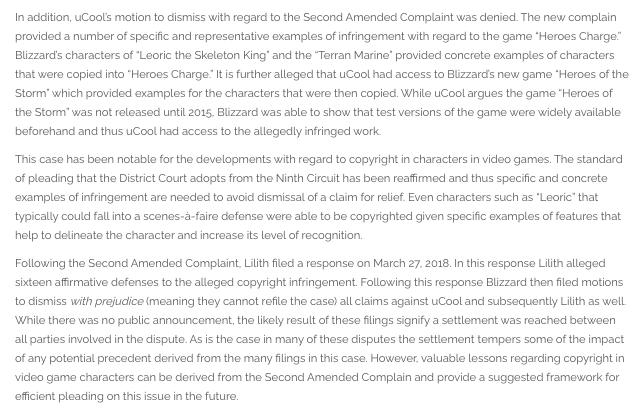 In addition, uCool's motion to dismiss with regard to the Second Amended Complaint was denied. The new complain
provided a number of specific and representative examples of infringement with regard to the game "Heroes Charge."
Blizzard's characters of "Leoric the Skeleton King" and the "Terran Marine" provided concrete examples of characters
that were copied into "Heroes Charge." It is further alleged that uCool had access to Blizzard's new game "Heroes of the
Storm" which provided examples for the characters that were then copied. While uCool argues the game "Heroes of
the Storm" was not released until 2015, Blizzard was able to show that test versions of the game were widely available
beforehand and thus uCool had access to the allegedly infringed work.
This case has been notable for the developments with regard to copyright in characters in video games. The standard
of pleading that the District Court adopts from the Ninth Circuit has been reaffirmed and thus specific and concrete
examples of infringement are needed to avoid dismissal of a claim for relief. Even characters such as "Leoric" that
typically could fall into a scenes-à-faire defense were able to be copyrighted given specific examples of features that
help to delineate the character and increase its level of recognition.
Following the Second Amended Complaint, Lilith filed a response on March 27, 2018. In this response Lilith alleged
sixteen affirmative defenses to the alleged copyright infringement. Following this response Blizzard then filed motions
to dismiss with prejudice (meaning they cannot refile the case) all claims against uCool and subsequently Lilith as well.
While there was no public announcement, the likely result of these filings signify a settlement was reached between
all parties involved in the dispute. As is the case in many of these disputes the settlement tempers some of the impact
of any potential precedent derived from the many filings in this case. However, valuable lessons regarding copyright in
video game characters can be derived from the Second Amended Complain and provide a suggested framework for
efficient pleading on this issue in the future.